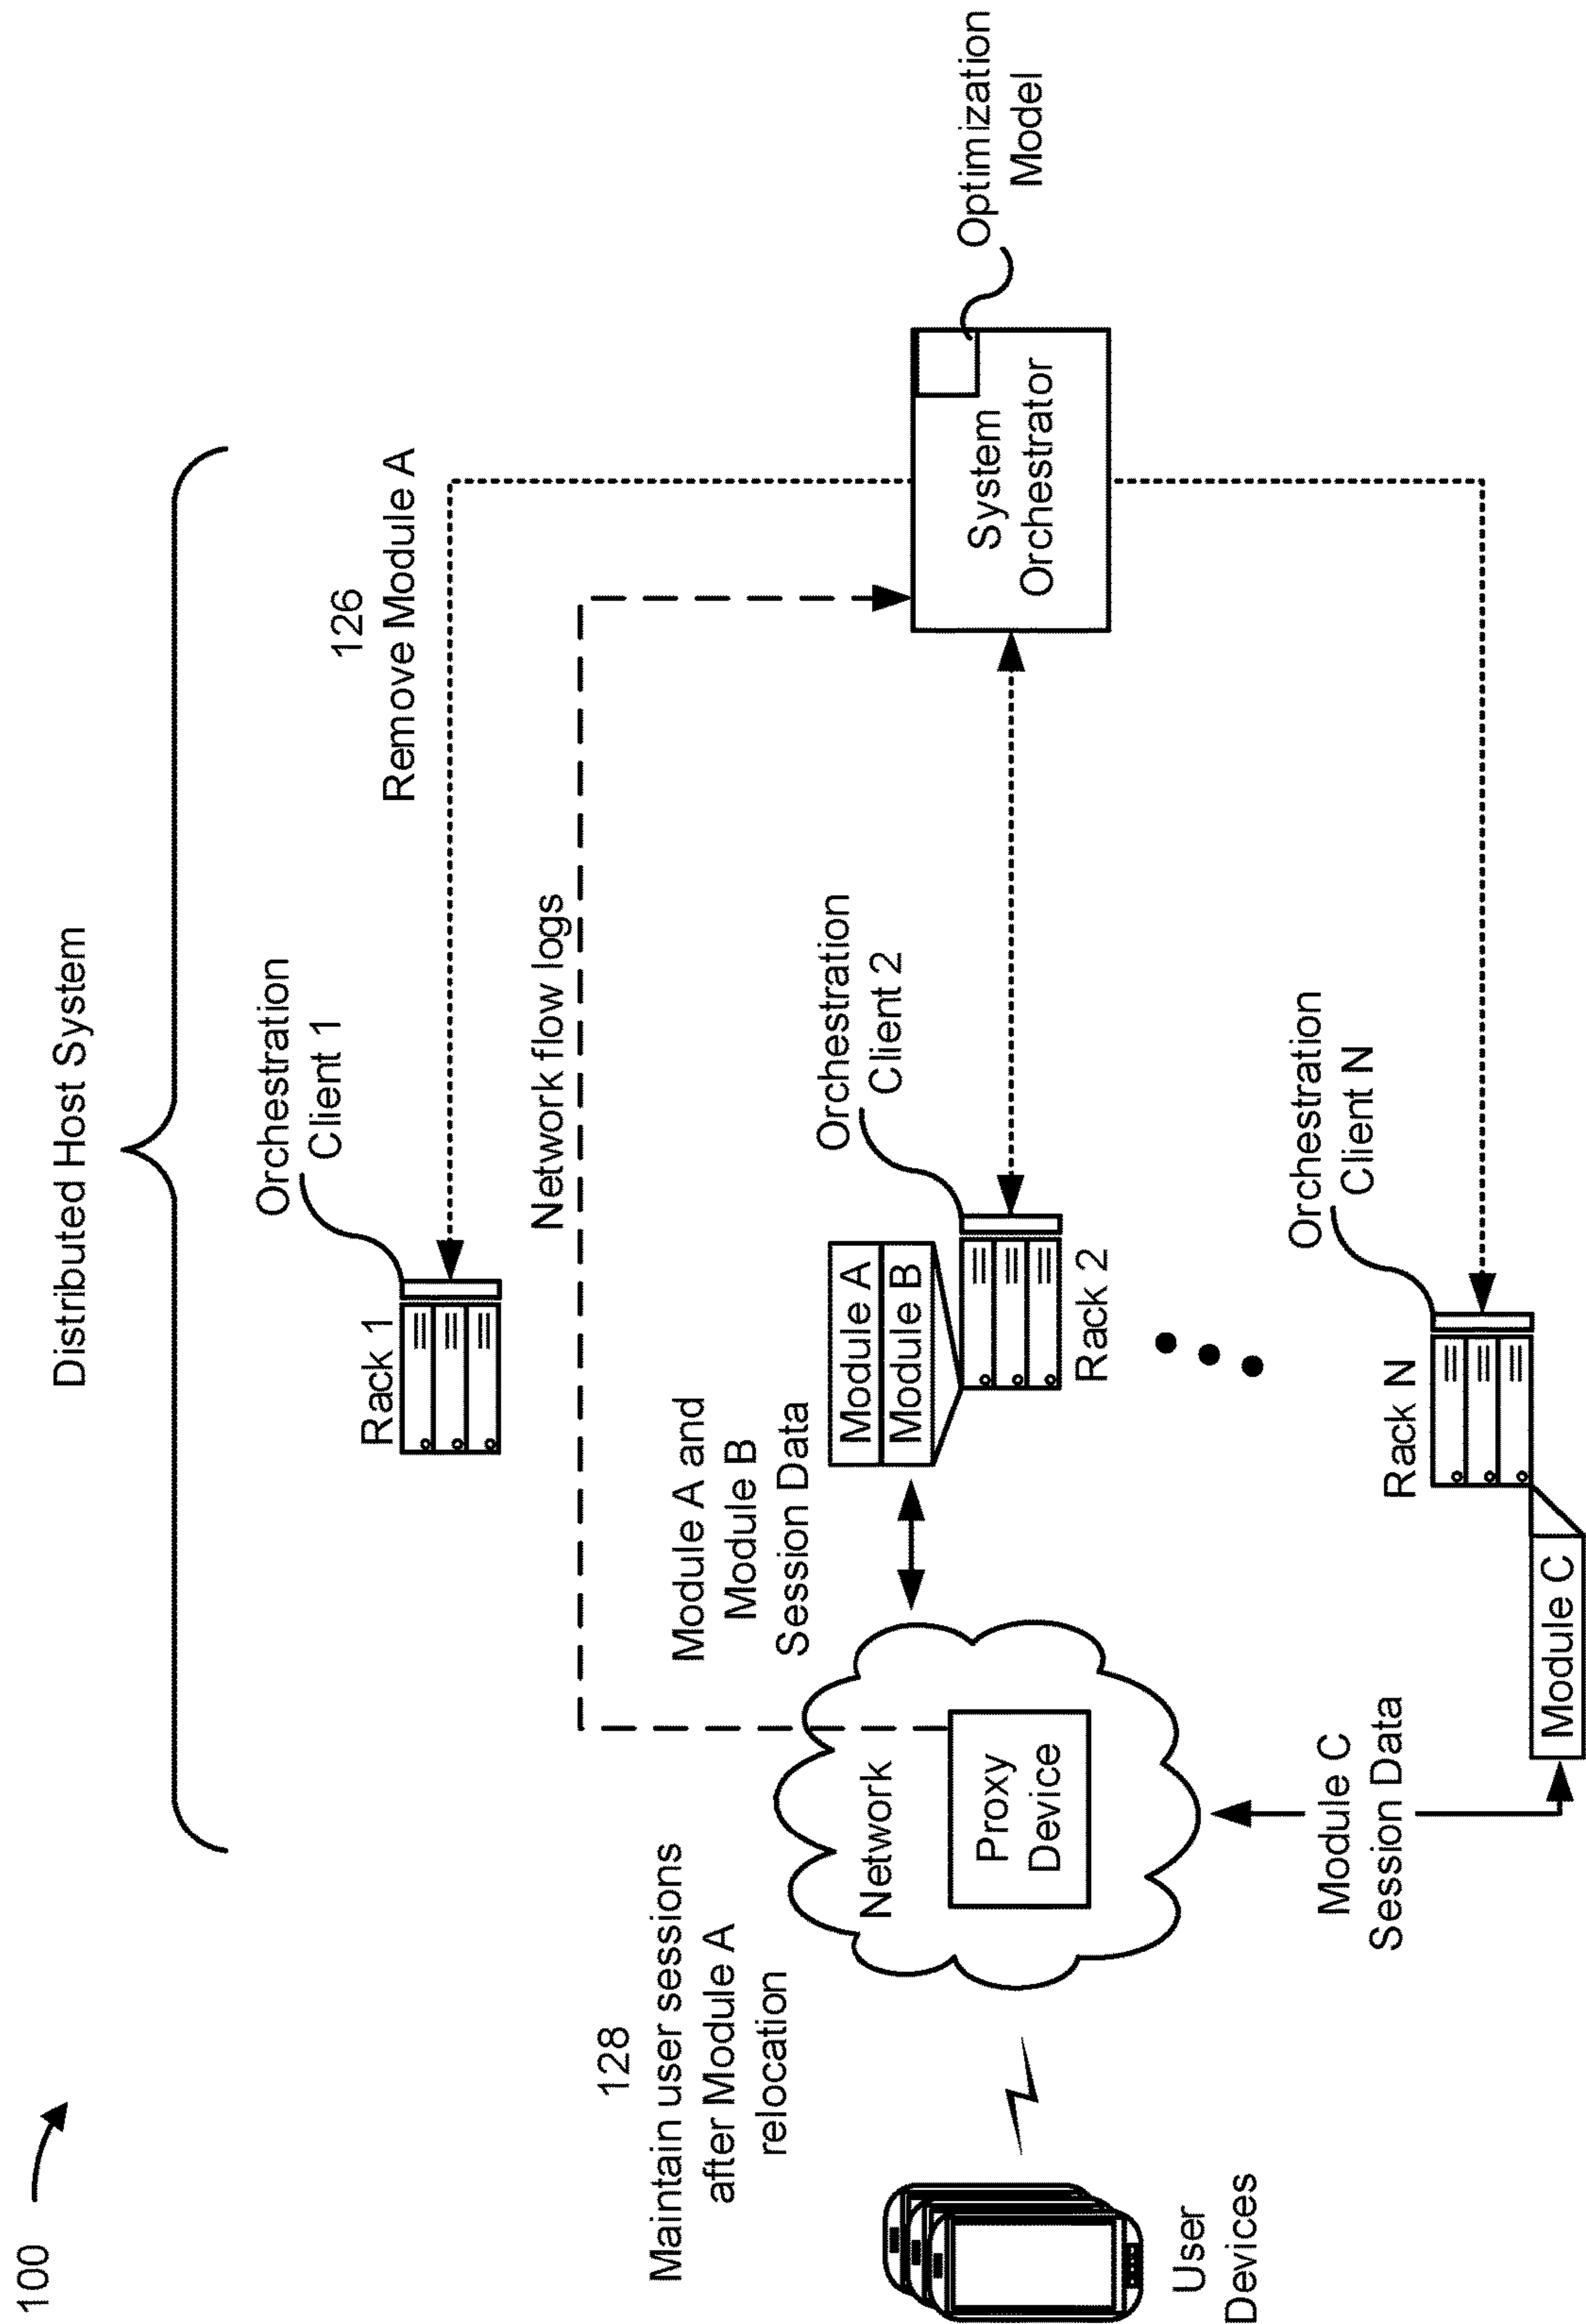 100
Distributed Host System
Orchestration
Client 1
Rack 1
126
Remove Module A
Network flow logs
128
Maintain user sessions
after Module A
relocation
Module A and
Module B
Session Data
Module A
Module B
Orchestration
Client 2
Rack 2
Network
Proxy
Device
User
Devices
System
Orchestrator
Optimization
Model
Module C
Session Data
Module C
Rack N
Orchestration
Client N